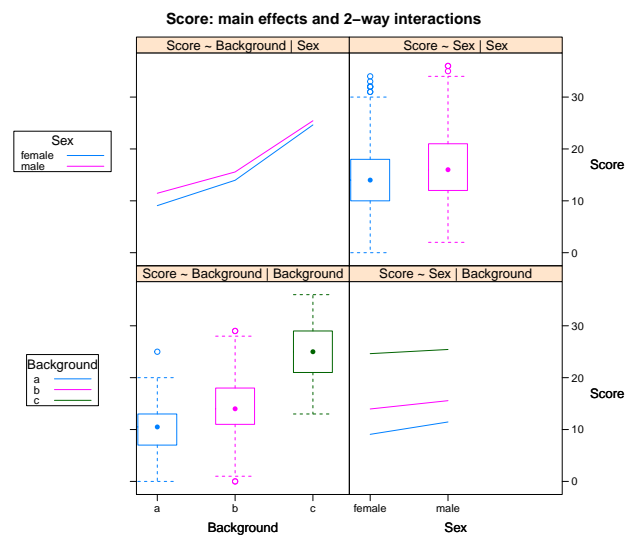 Score: main effects and 2−way interactions
Score ~ Background | Sex
Score ~ Sex | Sex
Sex
female
male
30
20
10
0
Score
Score ~ Background | Background
Score ~ Sex | Background
Background
a
b
c
30
20
10
0
Score
a b c
female male
Background
Sex